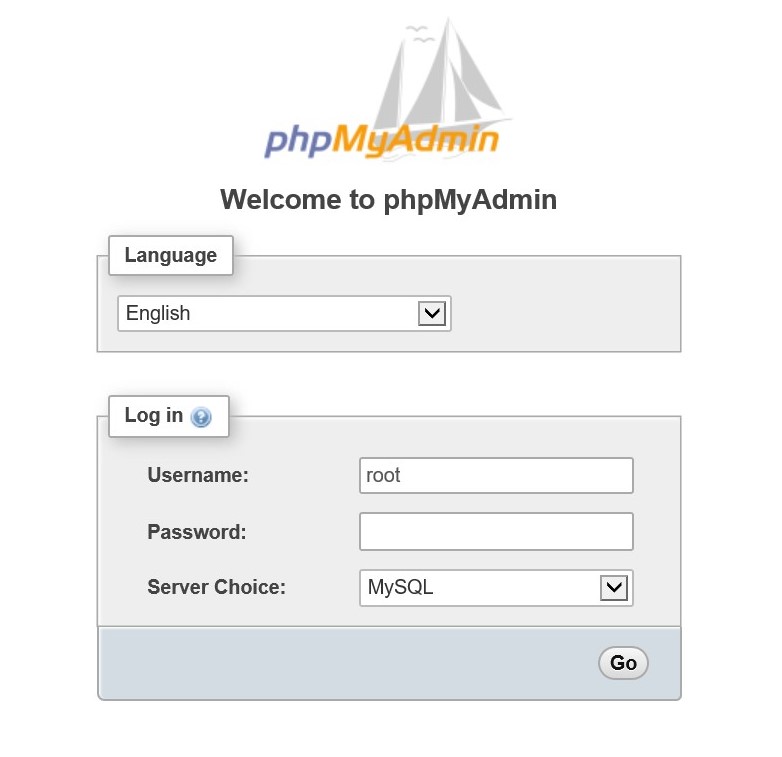 phpMyAdmin
Welcome to phpMyAdmin
Language
English
Log in
Username: root
Password:
Server Choice: MySQL
Go